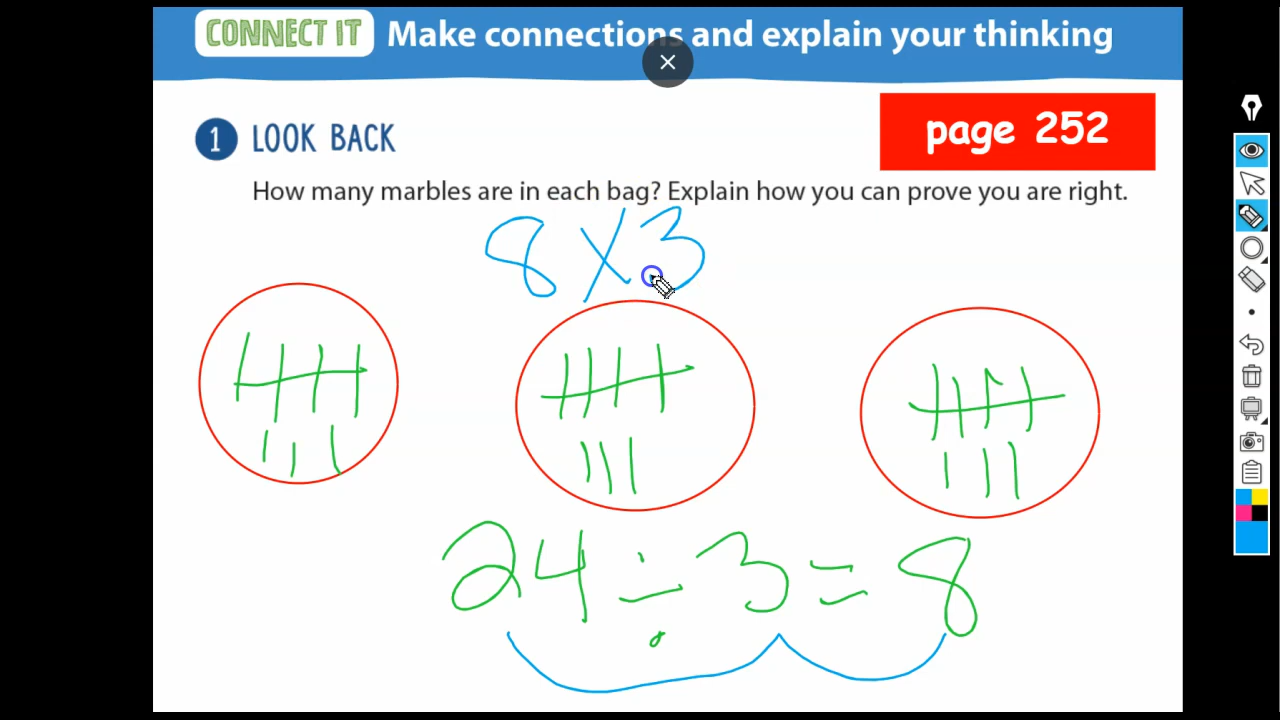 CONNECT IT Make connections and explain your thinking
page 252
1 LOOK BACK
How many marbles are in each bag? Explain how you can prove you are right.
8 X 3
24 ÷ 3 = 8